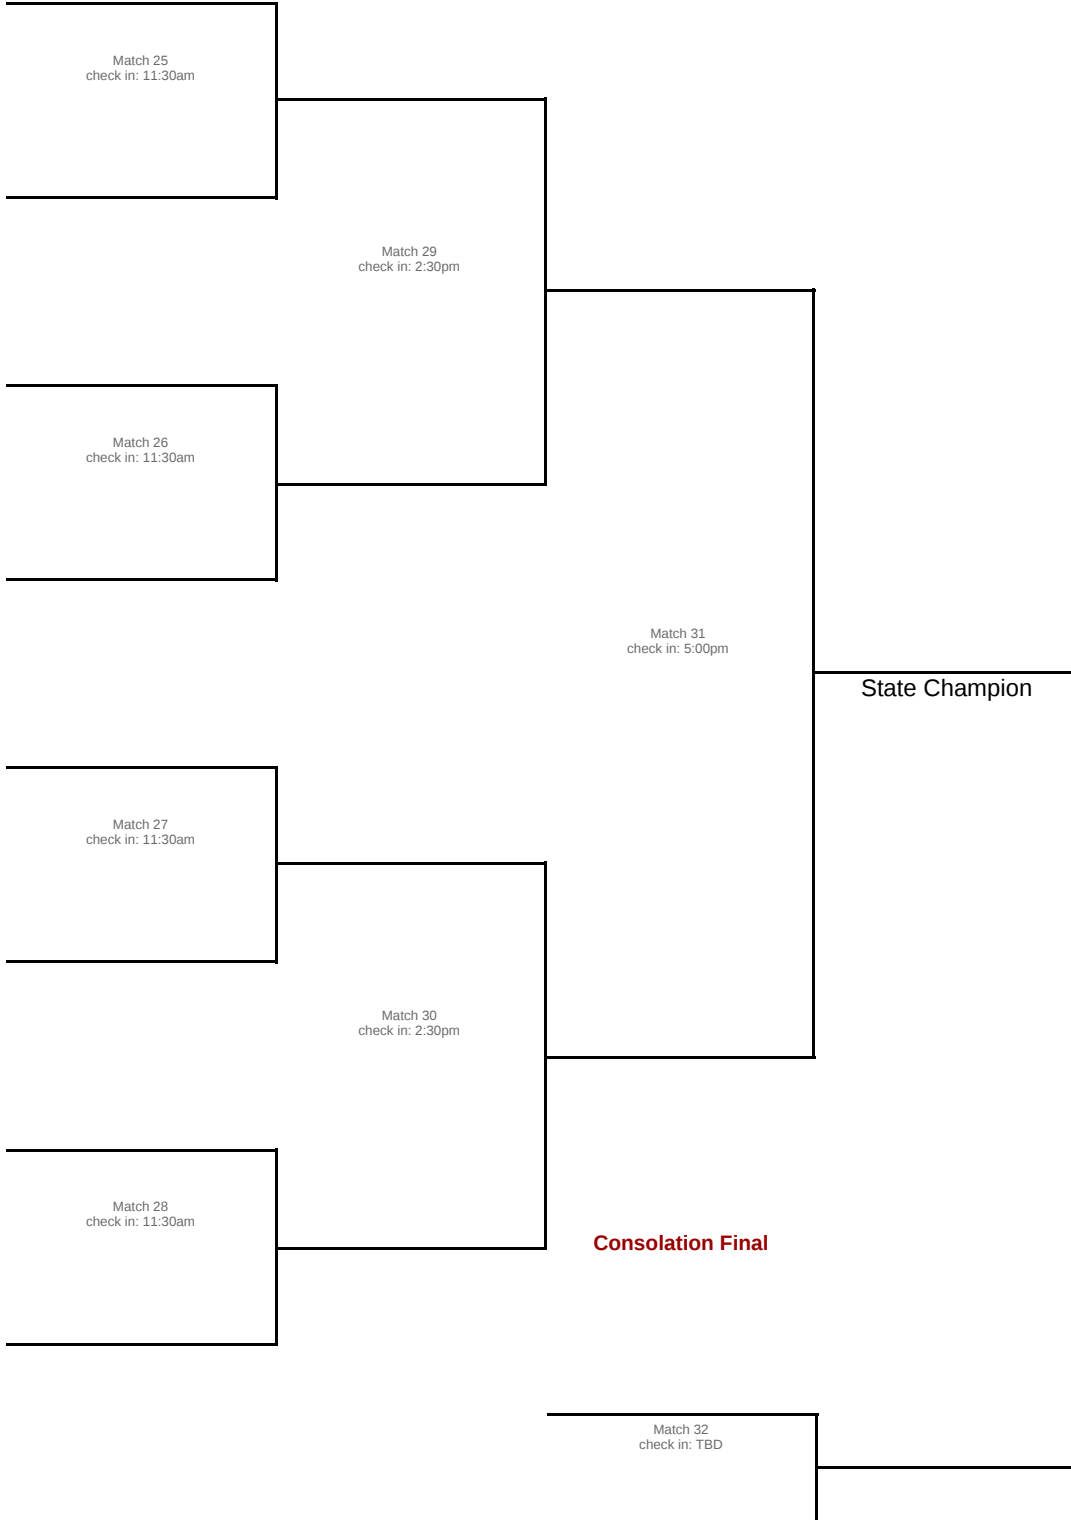 Match 25
check in: 11:30am
Match 29
check in: 2:30pm
Match 26
check in: 11:30am
Match 31
check in: 5:00pm
State Champion
Match 27
check in: 11:30am
Match 30
check in: 2:30pm
Match 28
check in: 11:30am
Consolation Final
Match 32
check in: TBD